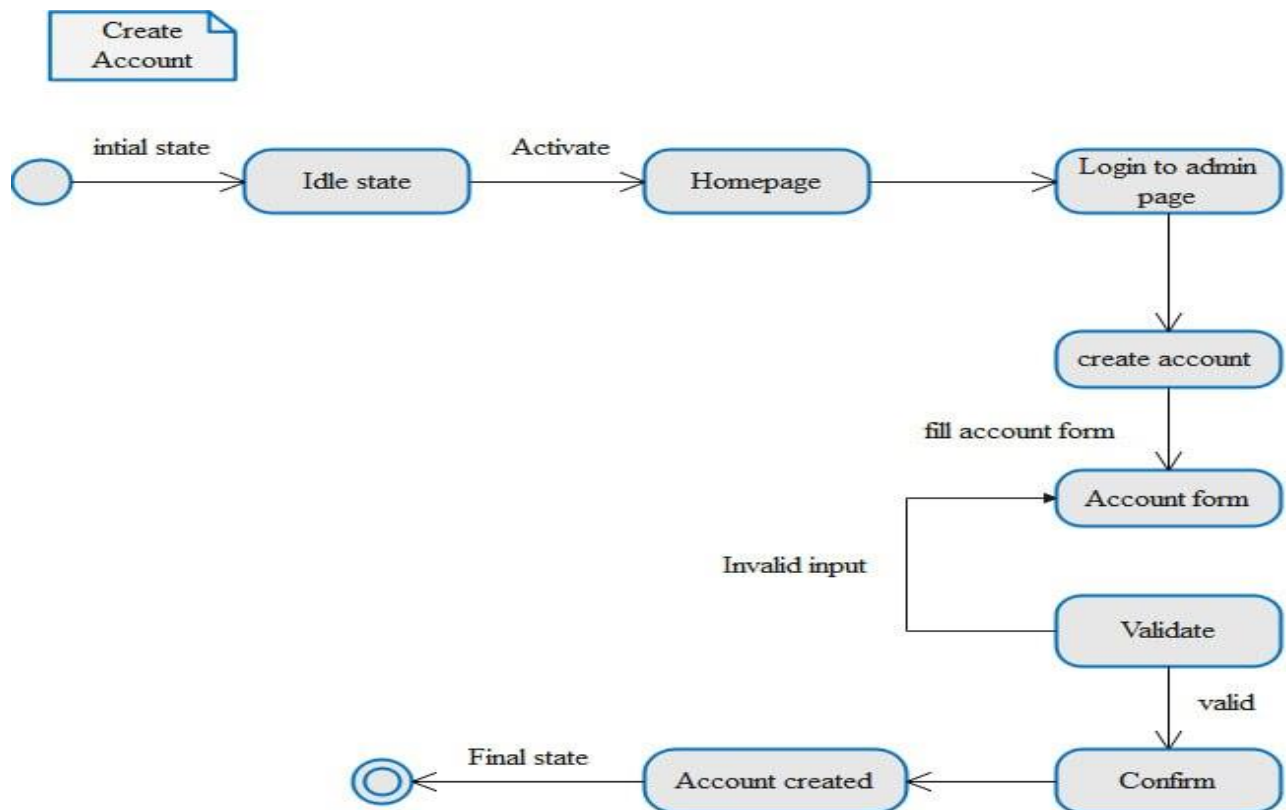 Create
Account
intial state
Activate
Idle state
Homepage
Login to admin
page
create account
fill account form
Account form
Invalid input
Validate
valid
Final state
Account created
Confirm